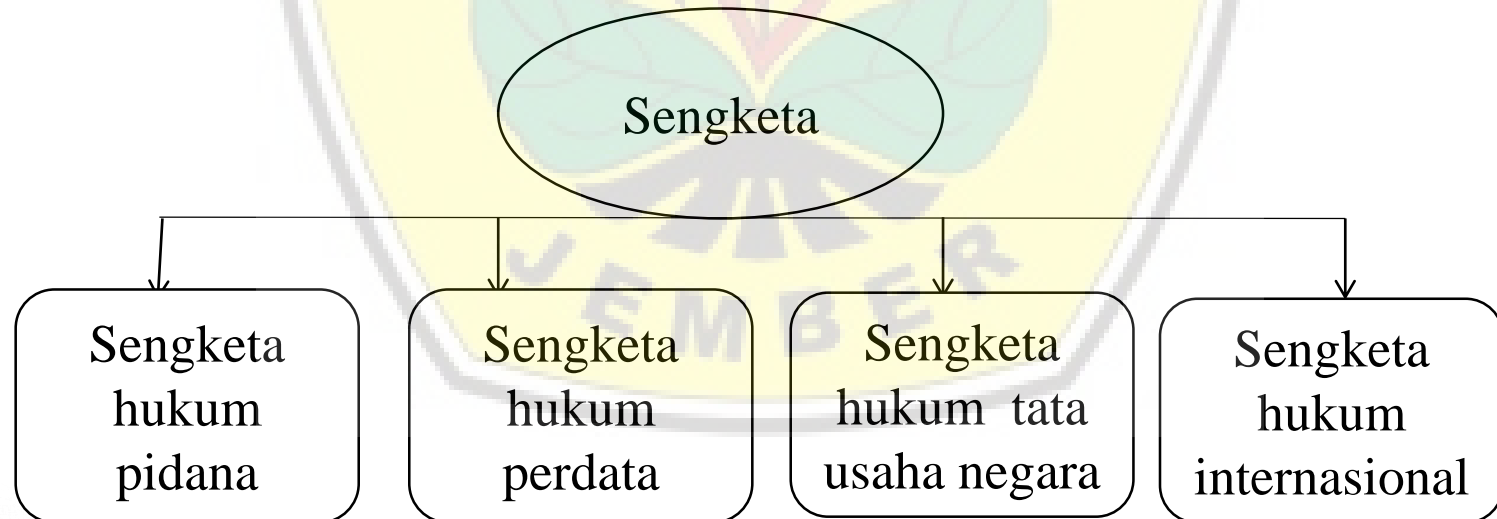 Sengketa
JEMBER
Sengketa
hukum
pidana
Sengketa
hukum
perdata
Sengketa
hukum tata
usaha negara
Sengketa
hukum
internasional